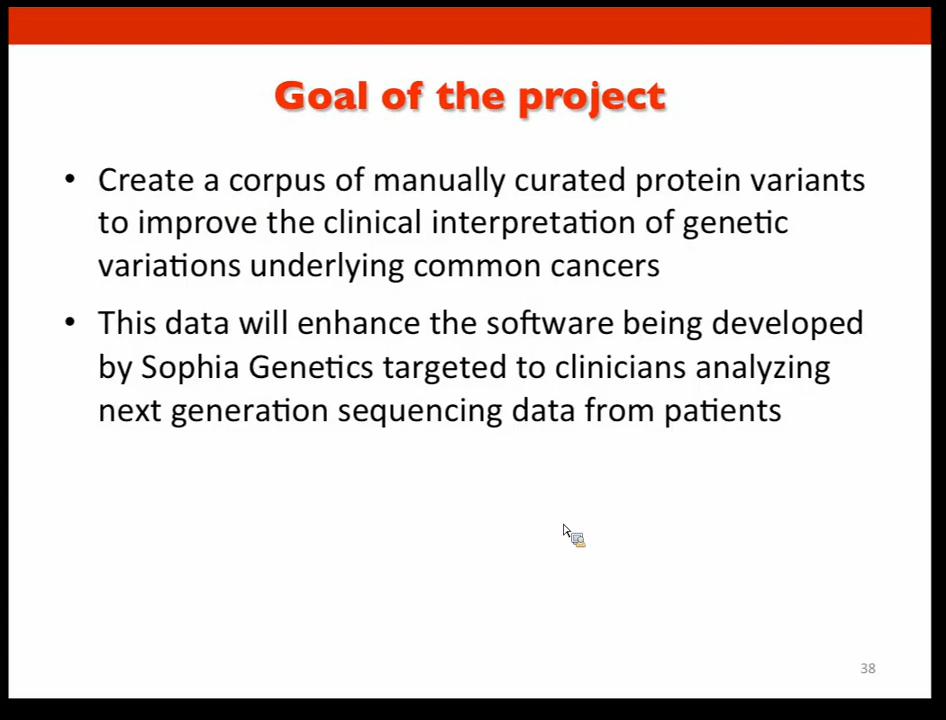 Goal of the project
• Create a corpus of manually curated protein variants
to improve the clinical interpretation of genetic
variations underlying common cancers
• This data will enhance the software being developed
by Sophia Genetics targeted to clinicians analyzing
next generation sequencing data from patients
38